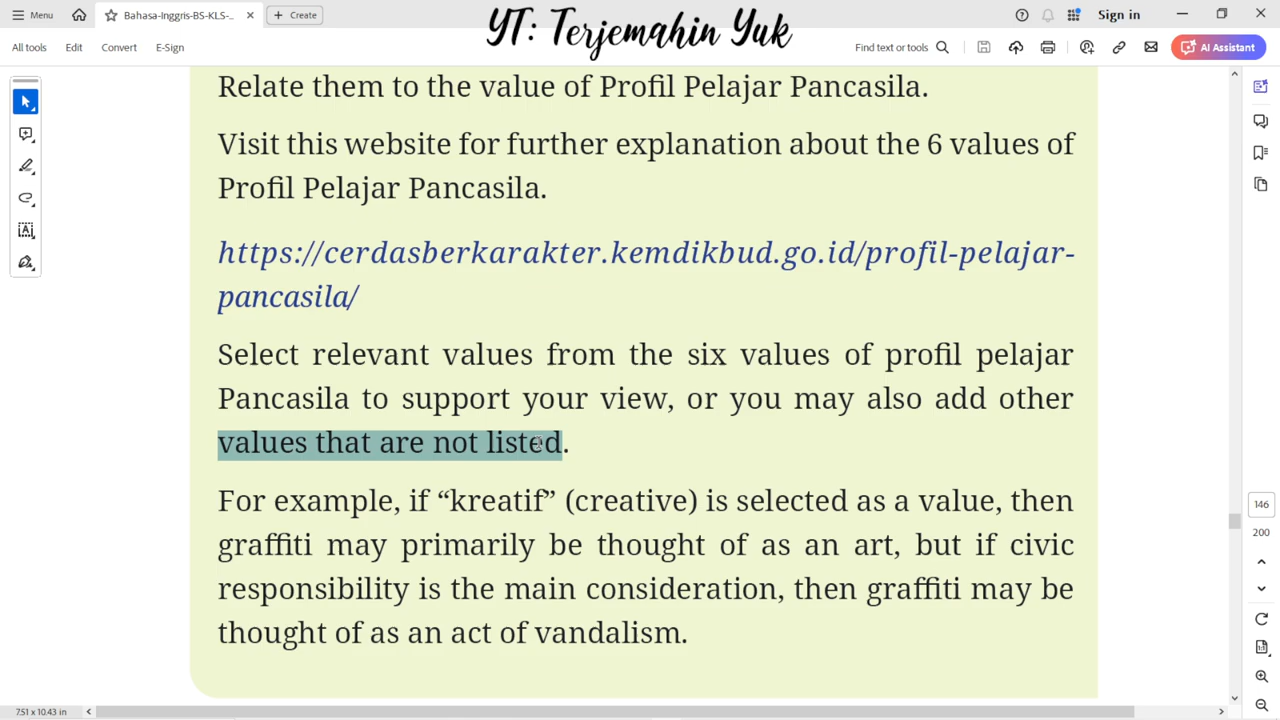 Menu
Bahasa-Inggris-BS-KLS-...
Create
YT: Terjemahin Yuk
Sign in
All tools
Edit
Convert
E-Sign
Find text or tools
AI Assistant
Relate them to the value of Profil Pelajar Pancasila.
Visit this website for further explanation about the 6 values of
Profil Pelajar Pancasila.
https://cerdasberkarakter.kemdikbud.go.id/profil-pelajar-
pancasila/
Select relevant values from the six values of profil pelajar
Pancasila to support your view, or you may also add other
values that are not listed.
For example, if “kreatif” (creative) is selected as a value, then
graffiti may primarily be thought of as an art, but if civic
responsibility is the main consideration, then graffiti may be
thought of as an act of vandalism.
146
200
7.51 x 10.43 in